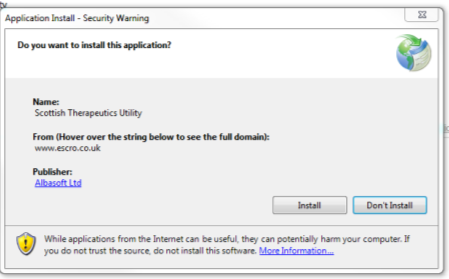 Application Install - Security Warning
Do you want to install this application?
Name:
Scottish Therapeutics Utility
From (Hover over the string below to see the full domain):
www.escro.co.uk
Publisher:
Albasoft Ltd
Install
Don't Install
While applications from the Internet can be useful, they can potentially harm your computer. If
you do not trust the source, do not install this software. More Information...